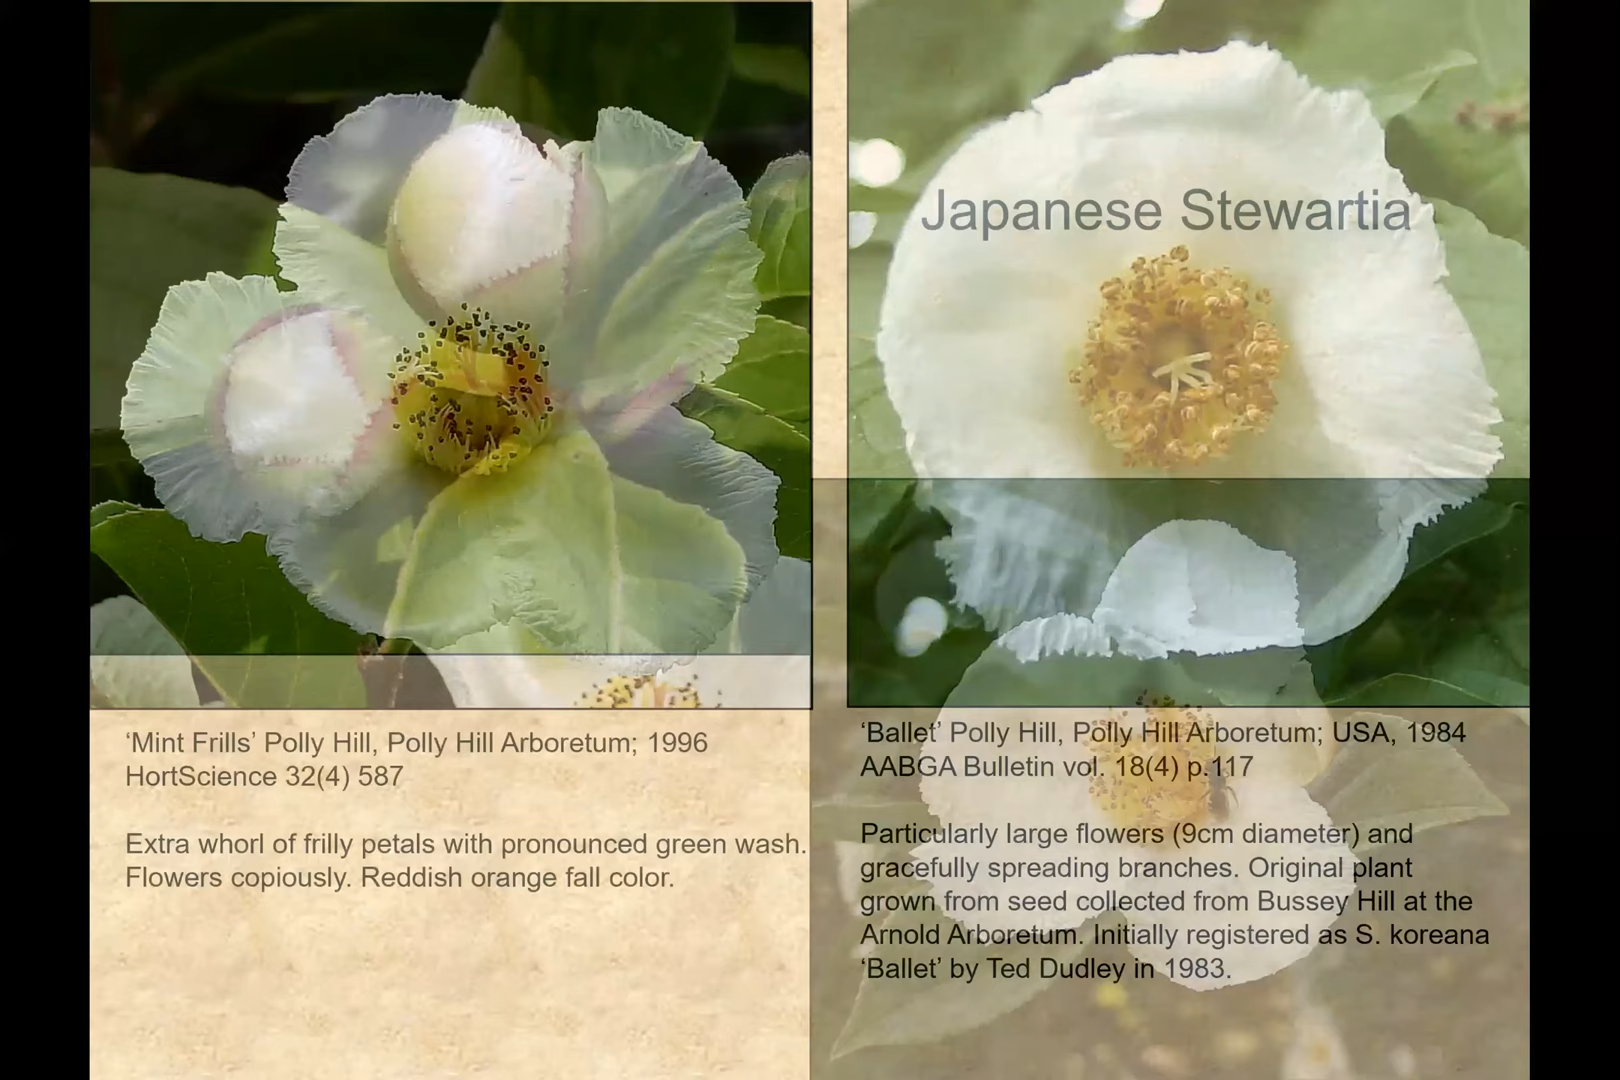 Japanese Stewartia
‘Mint Frills’ Polly Hill, Polly Hill Arboretum; 1996
HortScience 32(4) 587
Extra whorl of frilly petals with pronounced green wash.
Flowers copiously. Reddish orange fall color.
‘Ballet’ Polly Hill, Polly Hill Arboretum; USA, 1984
AABGA Bulletin vol. 18(4) p.117
Particularly large flowers (9cm diameter) and
gracefully spreading branches. Original plant
grown from seed collected from Bussey Hill at the
Arnold Arboretum. Initially registered as S. koreana
‘Ballet’ by Ted Dudley in 1983.